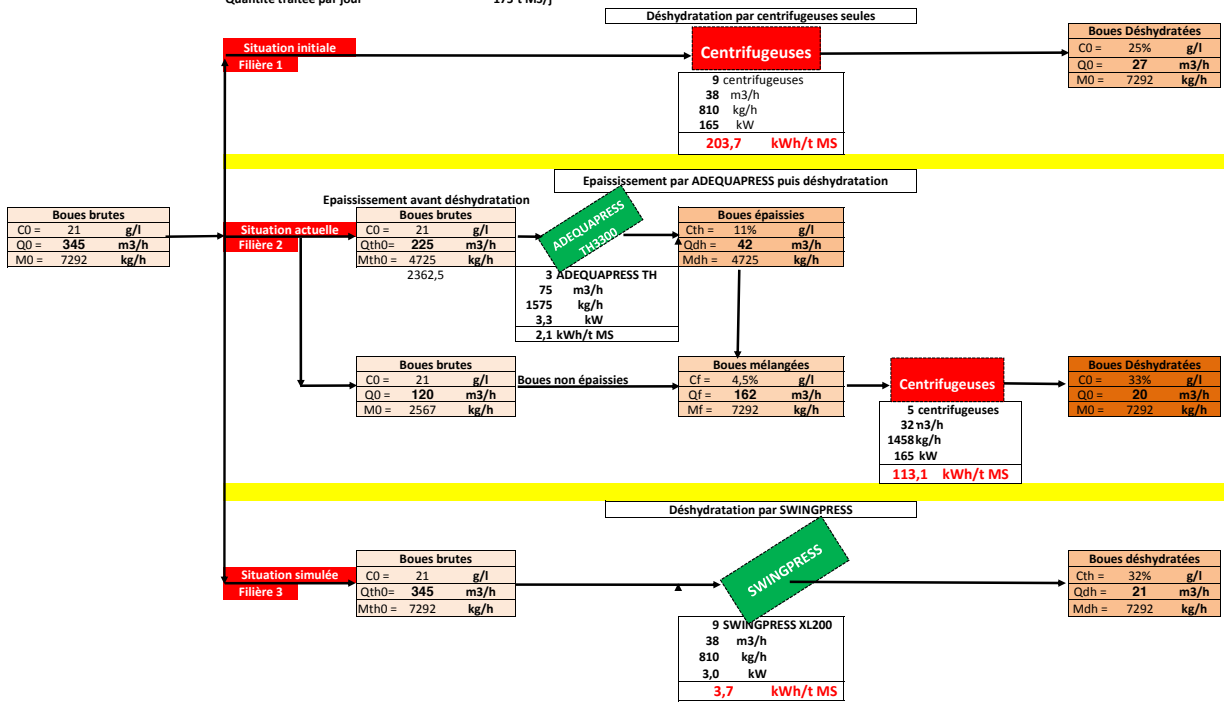 Quantité traitée par jour 175 t MS/j
Déshydratation par centrifugeuses seules
Situation initiale
Filière 1
Centrifugeuses
9 centrifugeuses
38 m3/h
810 kg/h
165 kW
203,7 kWh/t MS
Boues Déshydratées
C0 = 25% g/l
Q0 = 27 m3/h
M0 = 7292 kg/h
Epaississement par ADEQUAPRESS puis déshydratation
Boues brutes
C0 = 21 g/l
Q0 = 345 m3/h
M0 = 7292 kg/h
Situation actuelle
Filière 2
Epaississement avant déshydratation
Boues brutes
C0 = 21 g/l
Qth0= 225 m3/h
Mth0 = 4725 kg/h
2362,5
ADEQUAPRESS
TH3300
3 ADEQUAPRESS TH
75 m3/h
1575 kg/h
3,3 kW
2,1 kWh/t MS
Boues épaissies
Cth = 11% g/l
Qdh = 42 m3/h
Mdh = 4725 kg/h
Boues brutes
C0 = 21 g/l
Q0 = 120 m3/h
M0 = 2567 kg/h
Boues non épaissies
Boues mélangées
Cf = 4,5% g/l
Qf = 162 m3/h
Mf = 7292 kg/h
Centrifugeuses
5 centrifugeuses
32 n3/h
1458 kg/h
165 kW
113,1 kWh/t MS
Boues Déshydratées
C0 = 33% g/l
Q0 = 20 m3/h
M0 = 7292 kg/h
Déshydratation par SWINGPRESS
Situation simulée
Filière 3
Boues brutes
C0 = 21 g/l
Qth0= 345 m3/h
Mth0 = 7292 kg/h
SWINGPRESS
9 SWINGPRESS XL200
38 m3/h
810 kg/h
3,0 kW
3,7 kWh/t MS
Boues déshydratées
Cth = 32% g/l
Qdh = 21 m3/h
Mdh = 7292 kg/h